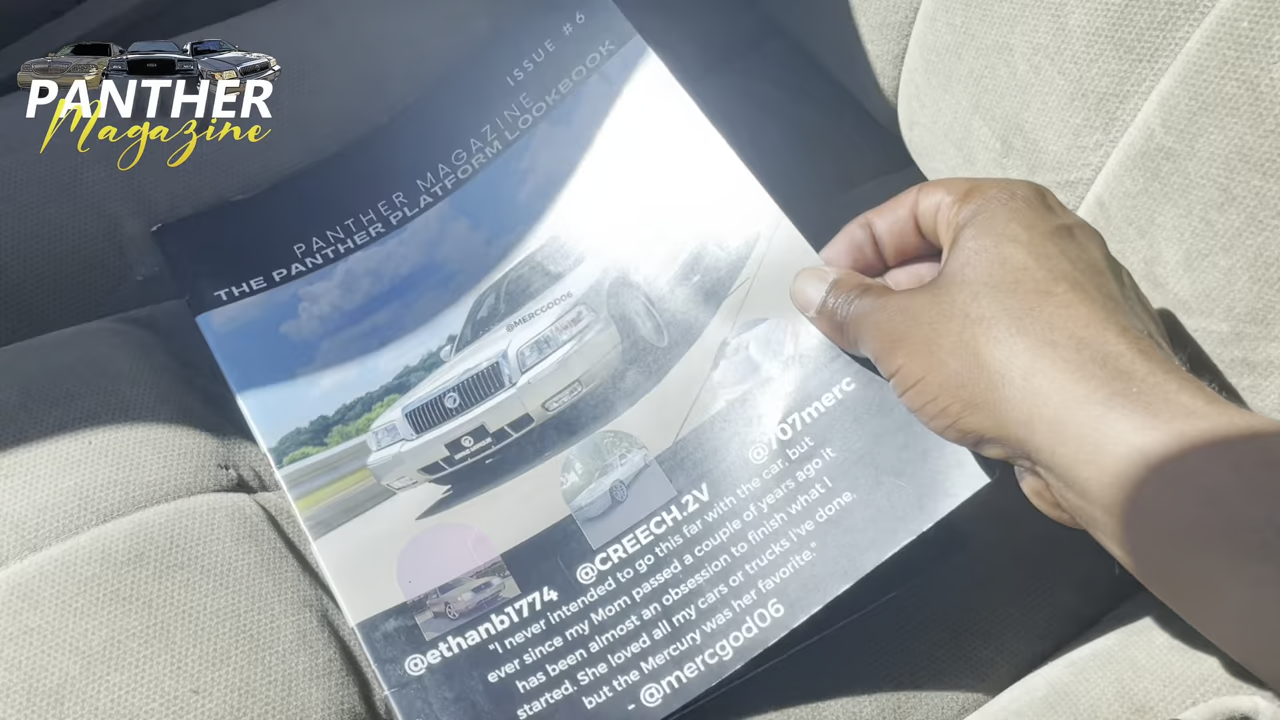 PANTHER
Magazine
ISSUE #6
PANTHER MAGAZINE
THE PANTHER PLATFORM LOOKBOOK
@MERCGOD06
@707merc
@CREECH.2V
@ethanb1774
"I never intended to go this far with the car, but
ever since my Mom passed a couple of years ago it
has been almost an obsession to finish what I
started. She loved all my cars or trucks I've done,
but the Mercury was her favorite."
- @mercgod06